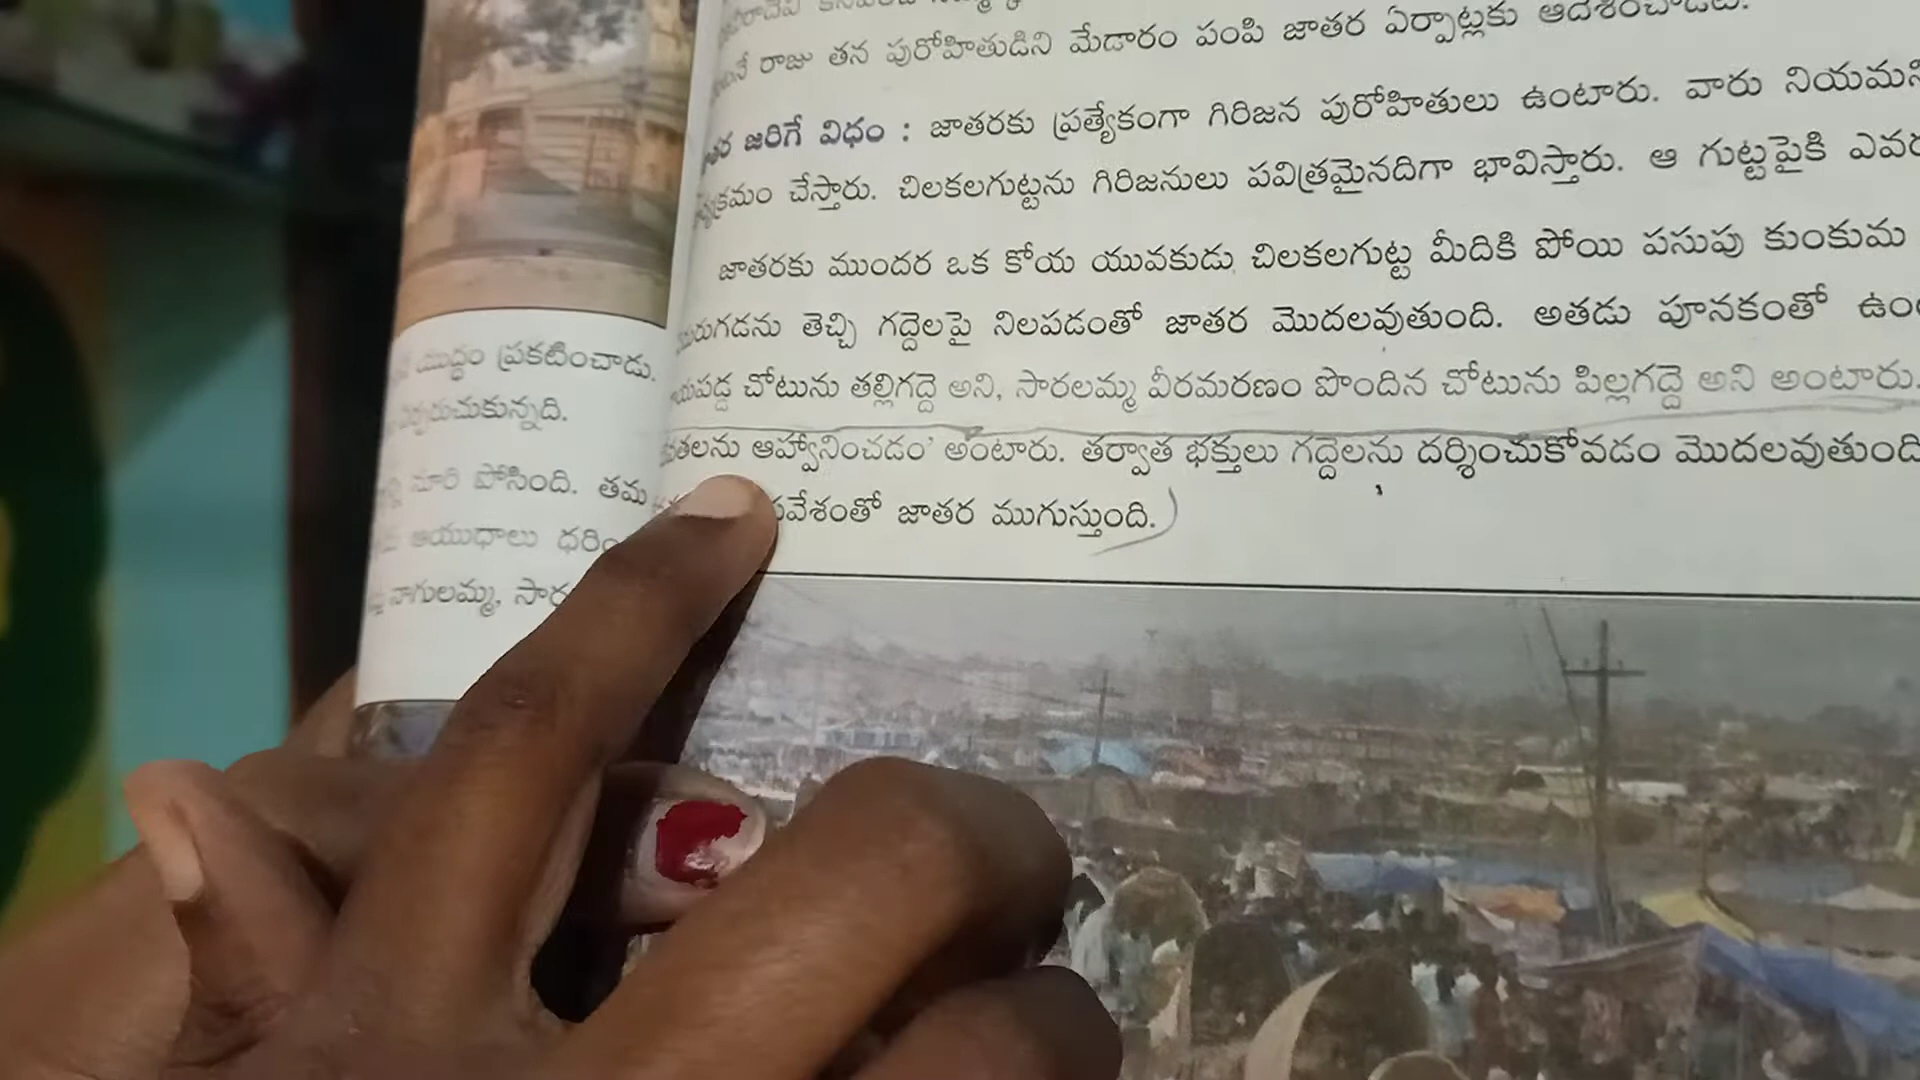 రాజు తన పురోహితుడిని మేడారం పంపి జాతర ఏర్పాట్లకు
జరిగే విధం : జాతరకు ప్రత్యేకంగా గిరిజన పురోహితులు ఉంటారు. వారు
చేస్తారు. చిలకలగుట్టను గిరిజనులు పవిత్రమైనదిగా భావిస్తారు. ఆ గుట్టపైకి
జాతరకు ముందర ఒక కోయ యువకుడు చిలకలగుట్ట మీదికి పోయి పసుపు కుంకుమ
తెచ్చి గద్దెలపై నిలపడంతో జాతర మొదలవుతుంది. అతడు పూనకంతో
చోటును తల్లిగద్దె అని, సారలమ్మ వీరమరణం పొందిన చోటును పిల్లగద్దె అని అంటారు.
ఆహ్వానించడం' అంటారు. తర్వాత భక్తులు గద్దెలను దర్శించుకోవడం మొదలవుతుంది
జాతర ముగుస్తుంది.
యుద్ధం ప్రకటించాడు.
పోసింది. తమ
ఆయుధాలు
నాగులమ్మ,